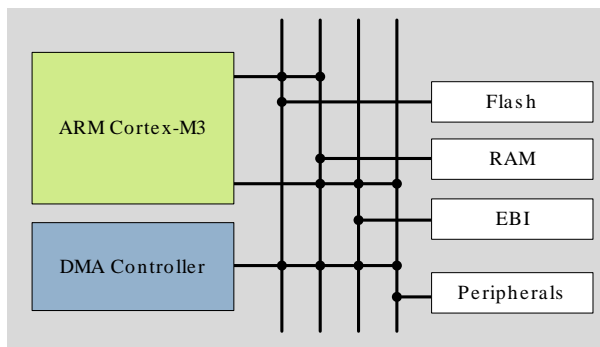 ARM Cortex-M3
DMA Controller
Flash
RAM
EBI
Peripherals